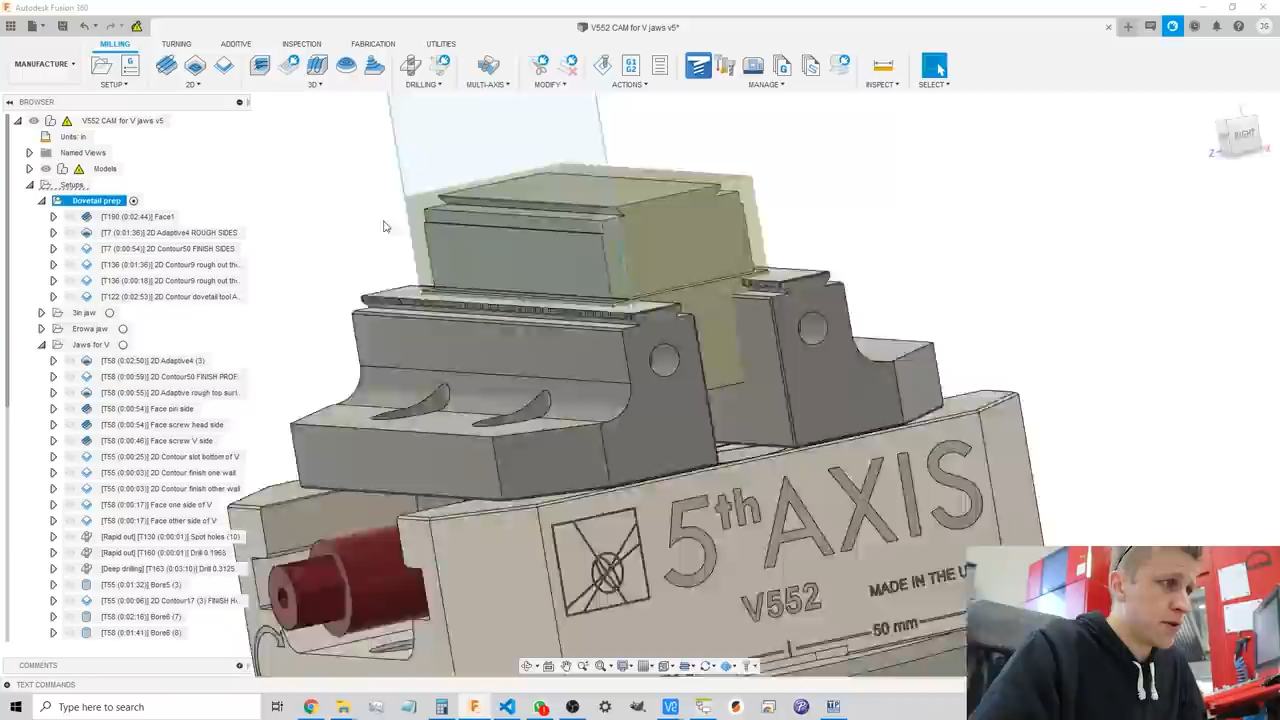 Autodesk Fusion 360
V552 CAM for V jaws v5*
JG
MANUFACTURE
MILLING TURNING ADDITIVE INSPECTION FABRICATION UTILITIES
SETUP 2D 3D DRILLING MULTI-AXIS MODIFY ACTIONS MANAGE INSPECT SELECT
G1
G2
BROWSER
V552 CAM for V jaws v5
Units: in
Named Views
Models
Setups
Dovetail prep
[T190 (0:02:44)] Face1
[T7 (0:01:36)] 2D Adaptive4 ROUGH SIDES
[T7 (0:00:54)] 2D Contour50 FINISH SIDES
[T136 (0:01:36)] 2D Contour9 rough out the..
[T136 (0:00:18)] 2D Contour9 rough out the..
[T122 (0:02:53)] 2D Contour dovetail tool A..
3in jaw
Erowa jaw
Jaws for V
[T58 (0:02:50)] 2D Adaptive4 (3)
[T58 (0:00:59)] 2D Contour50 FINISH PROF..
[T58 (0:00:55)] 2D Adaptive rough top surf..
[T58 (0:00:54)] Face pin side
[T58 (0:00:54)] Face screw head side
[T58 (0:00:46)] Face screw V side
[T55 (0:00:25)] 2D Contour slot bottom of V
[T55 (0:00:03)] 2D Contour finish one wall
[T55 (0:00:03)] 2D Contour finish other wall
[T58 (0:00:17)] Face one side of V
[T58 (0:00:17)] Face other side of V
[Rapid out] [T130 (0:00:01)] Spot holes (10)
[Rapid out] [T160 (0:00:01)] Drill 0.1965
[Deep drilling] [T163 (0:03:10)] Drill 0.3125
[T55 (0:01:32)] Bore5 (3)
[T55 (0:00:06)] 2D Contour17 (3) FINISH H..
[T58 (0:02:16)] Bore6 (7)
[T58 (0:01:41)] Bore6 (8)
RIGHT
Z
X
5th AXIS
V552
MADE IN THE U
50 mm
COMMENTS
TEXT COMMANDS
Type here to search